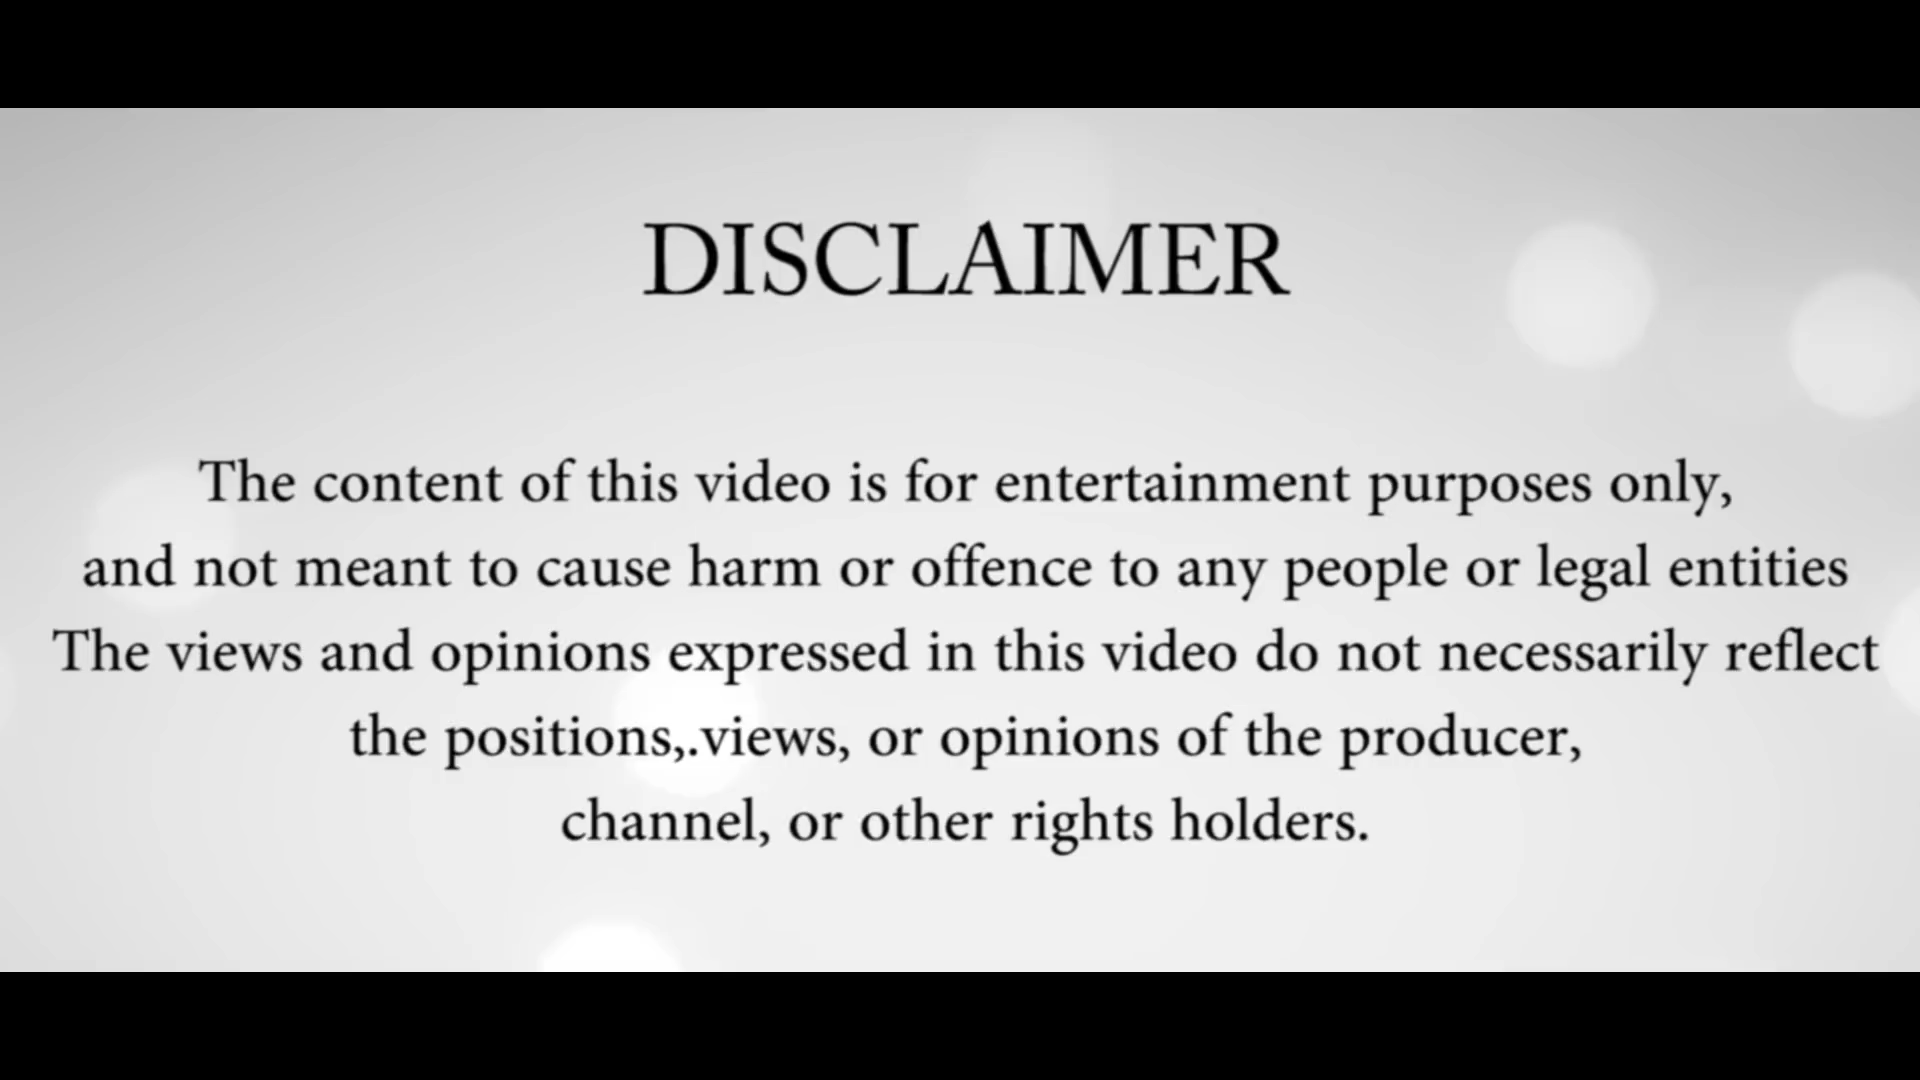 DISCLAIMER
The content of this video is for entertainment purposes only,
and not meant to cause harm or offence to any people or legal entities
The views and opinions expressed in this video do not necessarily reflect
the positions,.views, or opinions of the producer,
channel, or other rights holders.